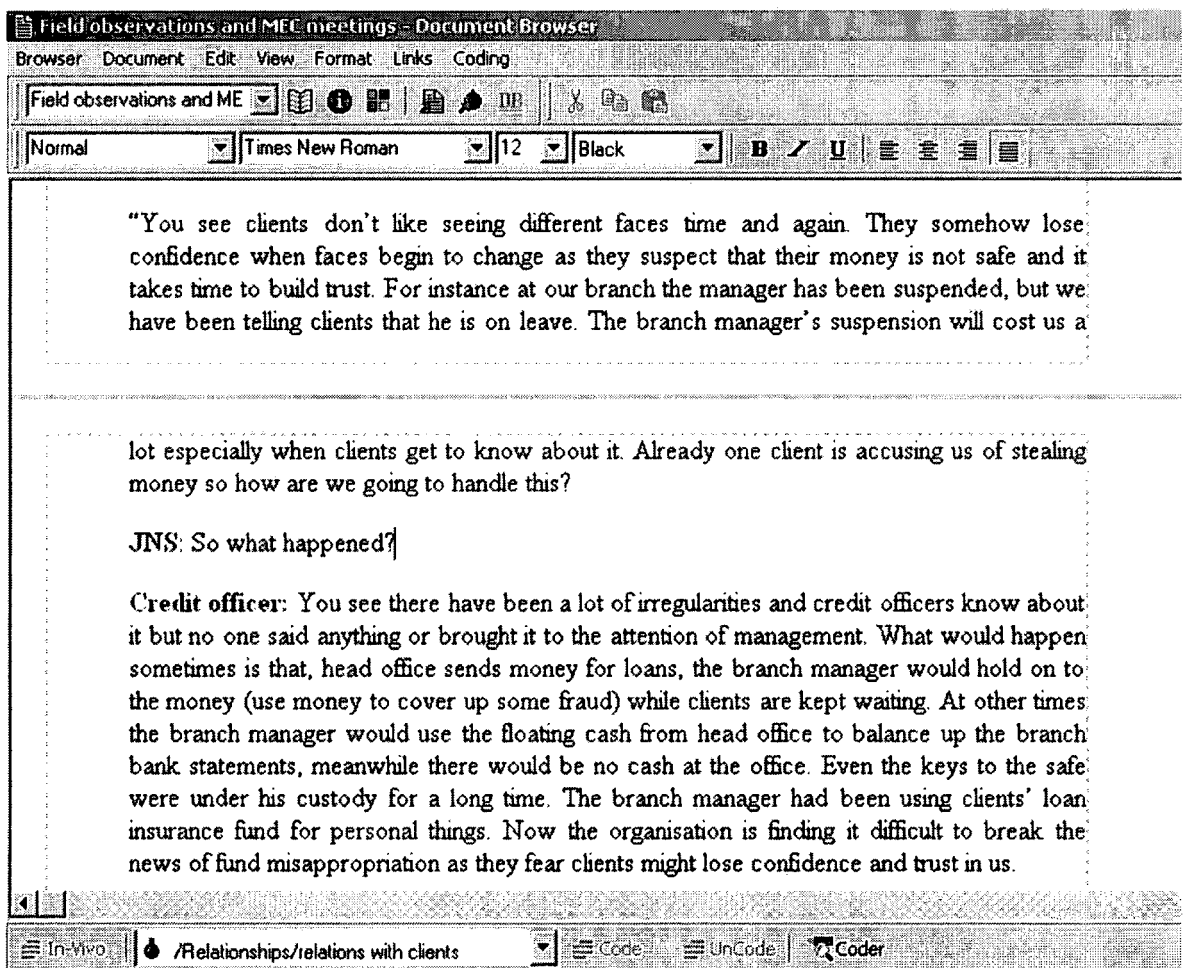 Field observations and MFC meetings - Document Browser
Browser Document Edit View Format Links Coding
Field observations and ME
Normal Times New Roman 12 Black B I U
“You see clients don’t like seeing different faces time and again. They somehow lose
confidence when faces begin to change as they suspect that their money is not safe and it
takes time to build trust. For instance at our branch the manager has been suspended, but we
have been telling clients that he is on leave. The branch manager’s suspension will cost us a
lot especially when clients get to know about it. Already one client is accusing us of stealing
money so how are we going to handle this?
JNS: So what happened?
Credit officer: You see there have been a lot of irregularities and credit officers know about
it but no one said anything or brought it to the attention of management. What would happen
sometimes is that, head office sends money for loans, the branch manager would hold on to
the money (use money to cover up some fraud) while clients are kept waiting. At other times
the branch manager would use the floating cash from head office to balance up the branch
bank statements, meanwhile there would be no cash at the office. Even the keys to the safe
were under his custody for a long time. The branch manager had been using clients’ loan
insurance fund for personal things. Now the organisation is finding it difficult to break the
news of fund misappropriation as they fear clients might lose confidence and trust in us.
In-Vivo /Relationships/relations with clients Code UnCode Coder